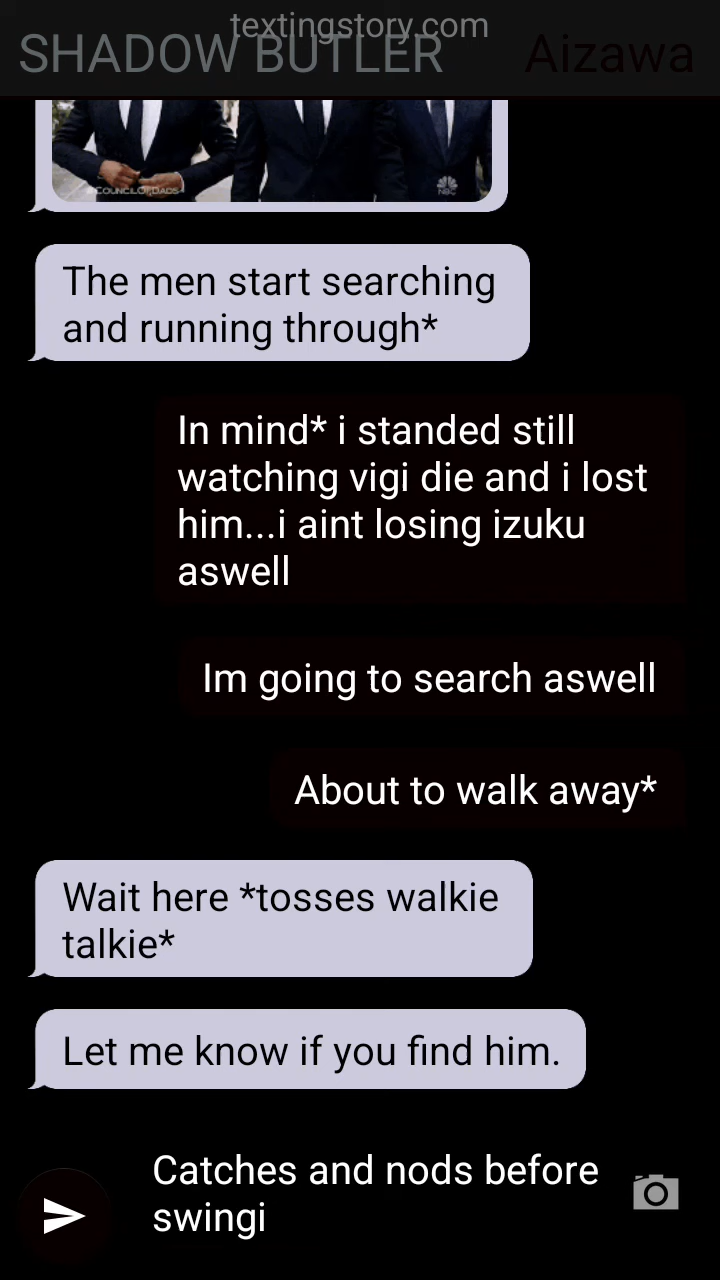 textingstory.com
SHADOW BUTLER
Aizawa
#COUNCILOFDADS
NBC
The men start searching
and running through*
In mind* i standed still
watching vigi die and i lost
him...i aint losing izuku
aswell
Im going to search aswell
About to walk away*
Wait here *tosses walkie
talkie*
Let me know if you find him.
Catches and nods before
swingi